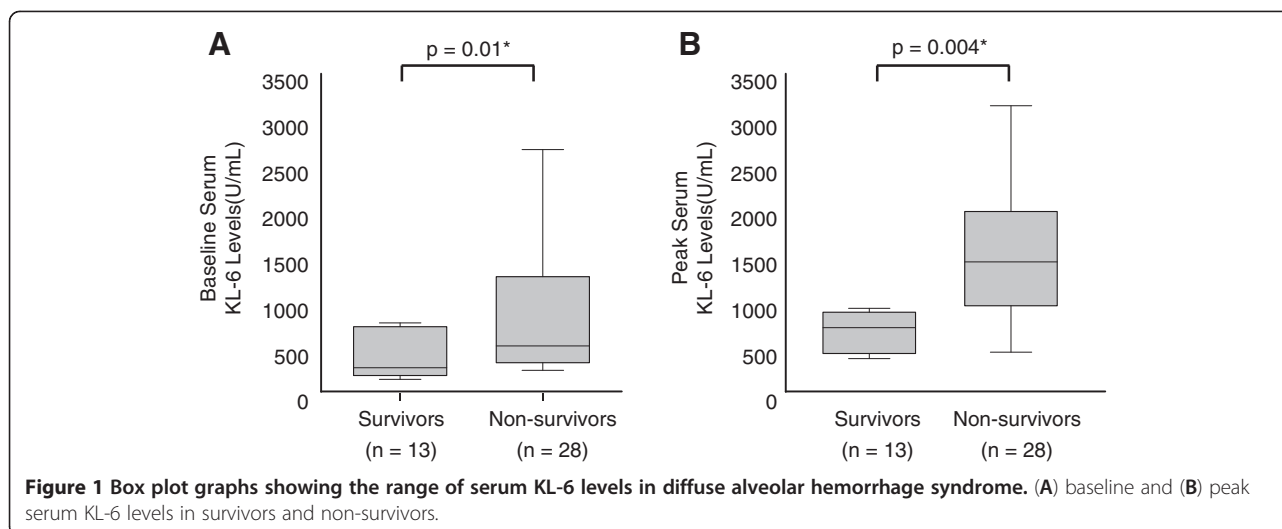 A
p = 0.01*
Baseline Serum
KL-6 Levels(U/mL)
3500
3000
2500
2000
1500
1000
500
0
Survivors
(n = 13)
Non-survivors
(n = 28)
B
p = 0.004*
Peak Serum
KL-6 Levels(U/mL)
3500
3000
2500
2000
1500
1000
500
0
Survivors
(n = 13)
Non-survivors
(n = 28)
Figure 1 Box plot graphs showing the range of serum KL-6 levels in diffuse alveolar hemorrhage syndrome. (A) baseline and (B) peak
serum KL-6 levels in survivors and non-survivors.